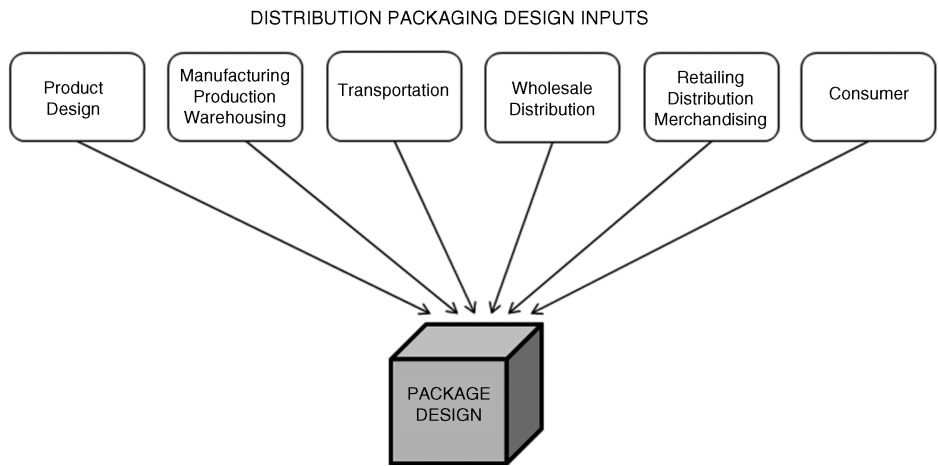 DISTRIBUTION PACKAGING DESIGN INPUTS
Product
Design
Manufacturing
Production
Warehousing
Transportation
Wholesale
Distribution
Retailing
Distribution
Merchandising
Consumer
PACKAGE
DESIGN